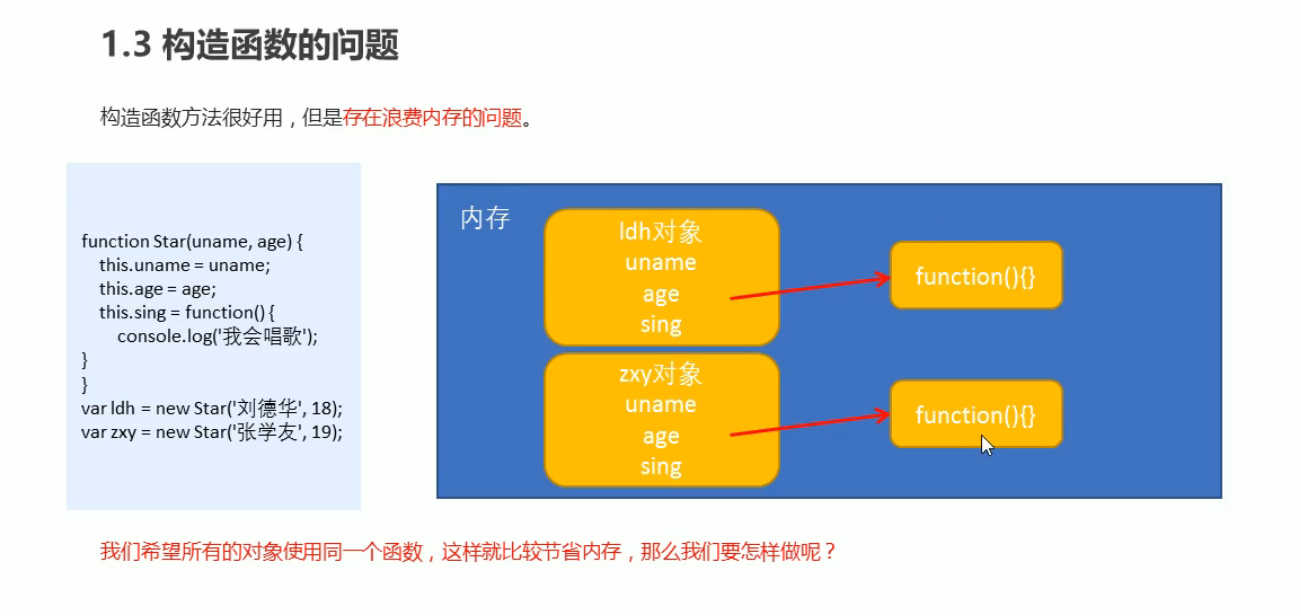 1.3 构造函数的问题
构造函数方法很好用，但是存在浪费内存的问题。
function Star(uname, age) {
this.uname = uname;
this.age = age;
this.sing = function() {
console.log('我会唱歌');
}
}
var ldh = new Star('刘德华', 18);
var zxy = new Star('张学友', 19);
内存
ldh对象
uname
age
sing
function(){}
zxy对象
uname
age
sing
function(){}
我们希望所有的对象使用同一个函数，这样就比较节省内存，那么我们要怎样做呢？